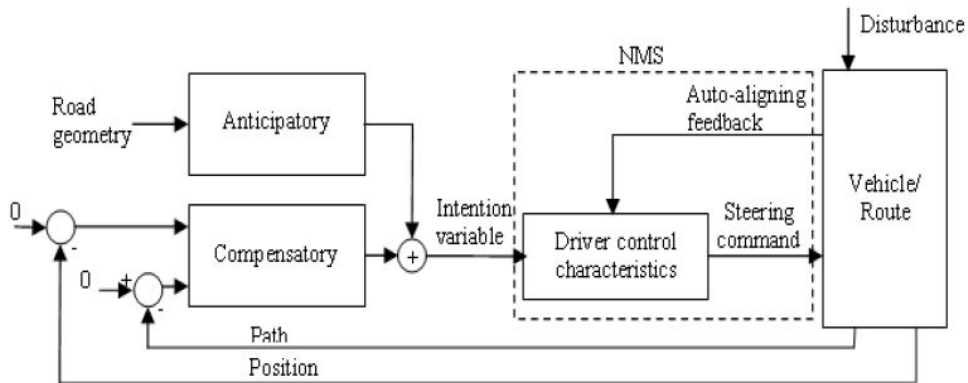 Disturbance
NMS
Road
geometry
Anticipatory
Auto-aligning
feedback
Vehicle/
Route
0
-
Compensatory
+
Intention
variable
Driver control
characteristics
Steering
command
0
+
-
Path
Position